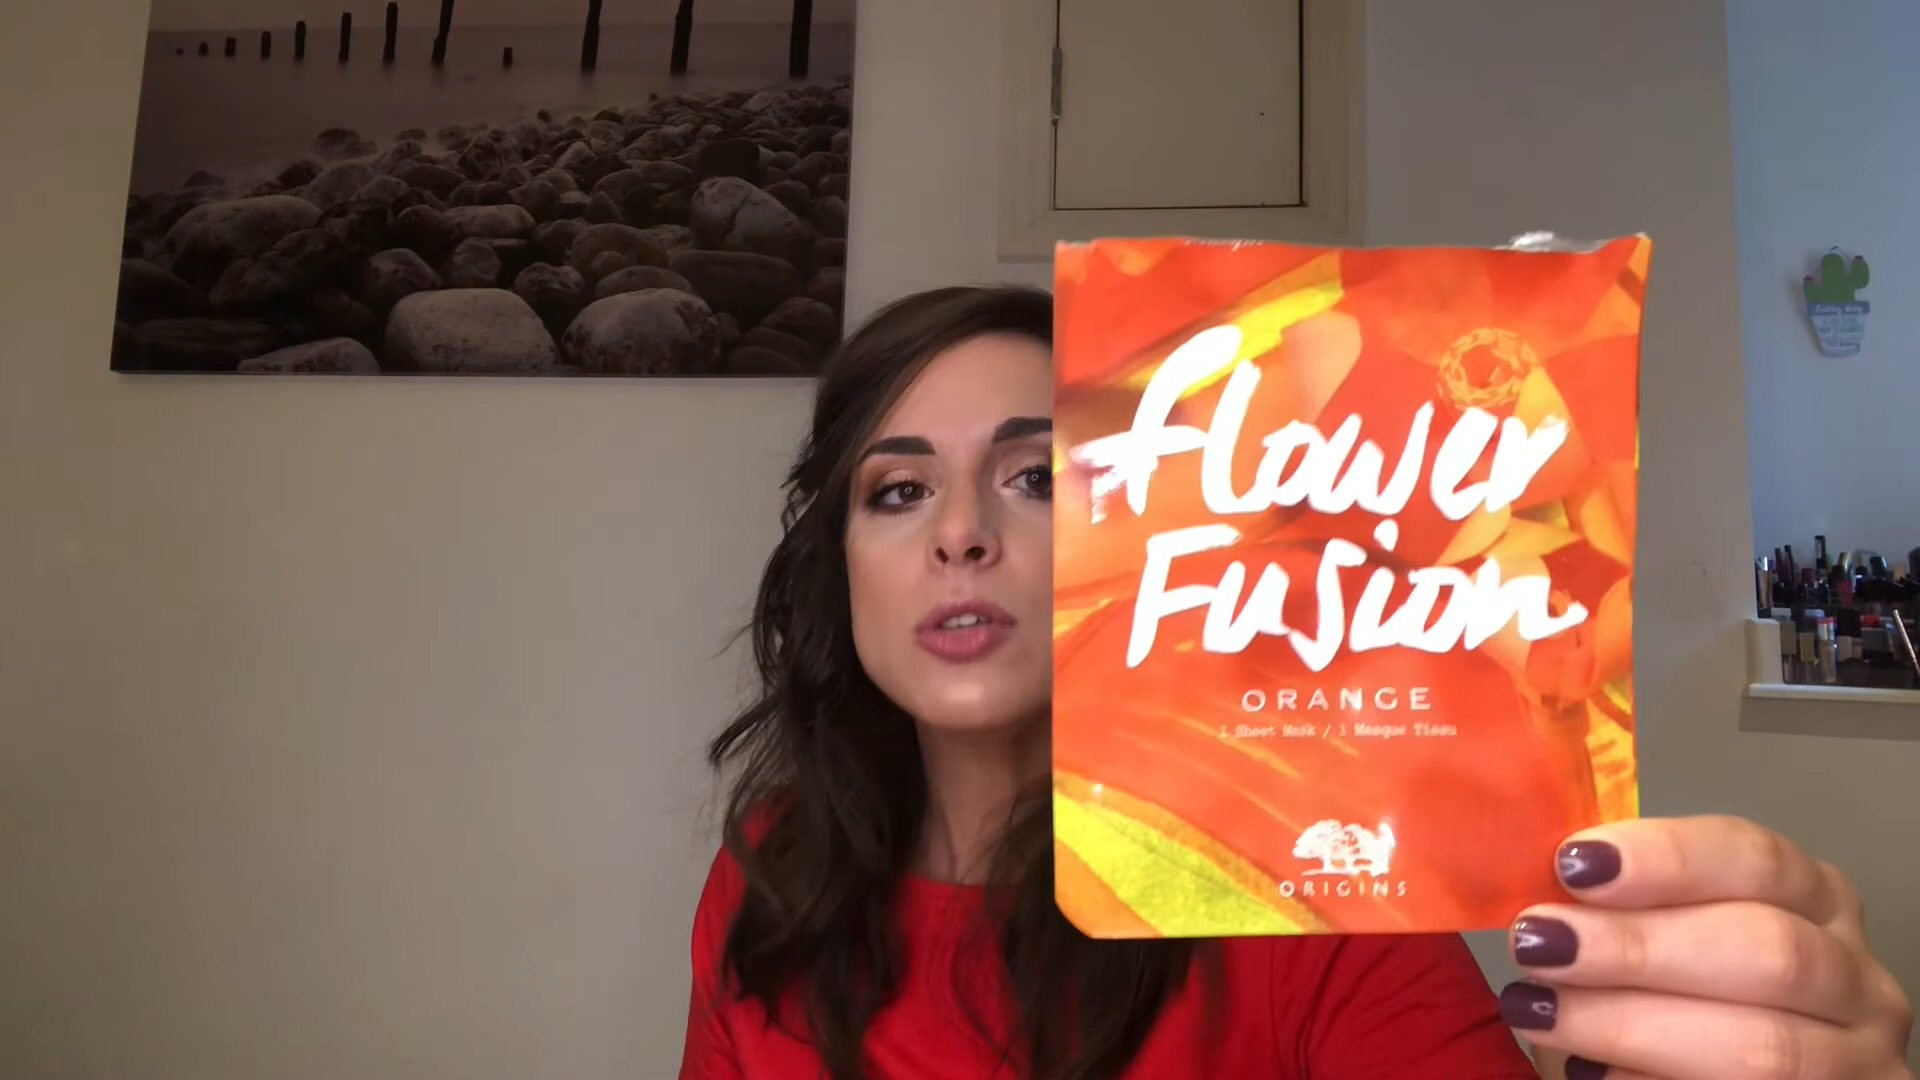 flower
Fusion
ORANGE
1 Sheet Mask / 1 Masque Tissu
ORIGINS